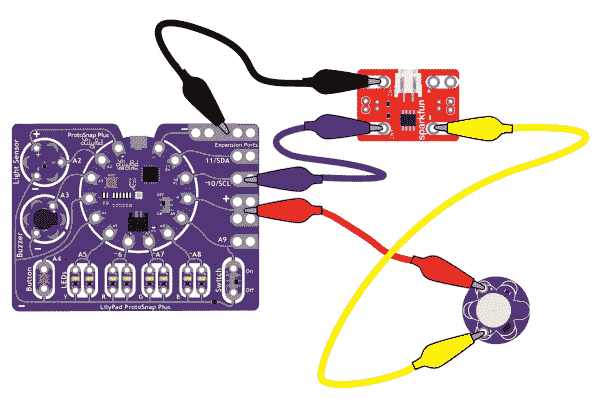 ProtoSnap Plus
Expansion Ports
Light Sensor
A2
11/SDA
10/SCL
A3
Buzzer
A9
A4
A5
6
A7
A8
Button
LEDs
Switch
On
Off
Y
R
G
B
LilyPad ProtoSnap Plus
sparkfun